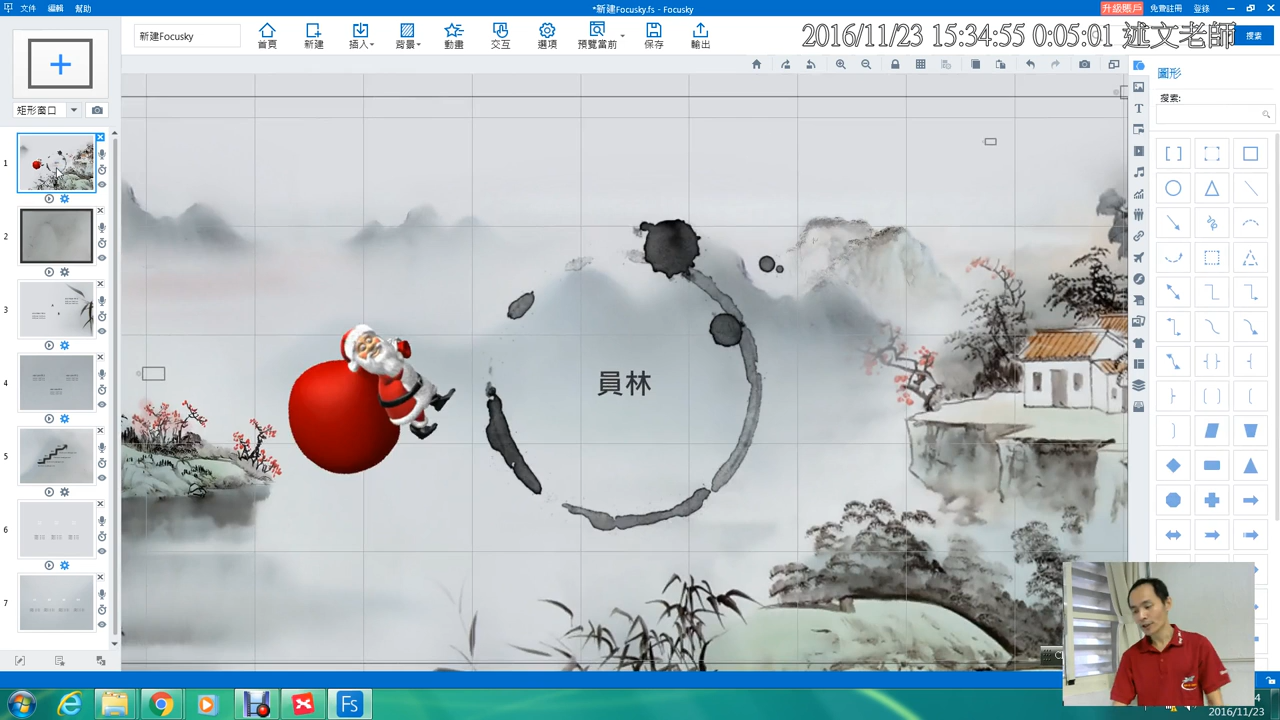 文件 編輯 幫助
*新建Focusky.fs - Focusky
升級賬戶 免費註冊 登錄
新建Focusky
首頁 新建 插入 背景 動畫 交互 選項 預覽當前 保存 輸出
2016/11/23 15:34:55 0:05:01 述文老師
搜索
矩形窗口
圖形
搜索:
1
2
3
4
5
6
7
員林
Fs
2016/11/23